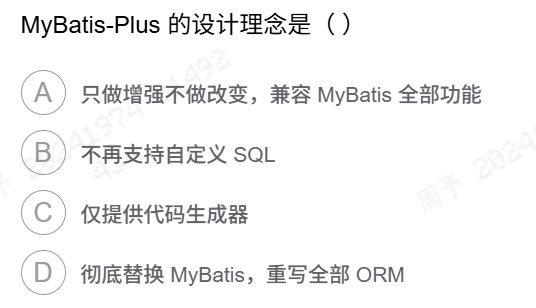 MyBatis-Plus 的设计理念是（ ）
A 只做增强不做改变，兼容 MyBatis 全部功能
B 不再支持自定义 SQL
C 仅提供代码生成器
D 彻底替换 MyBatis，重写全部 ORM